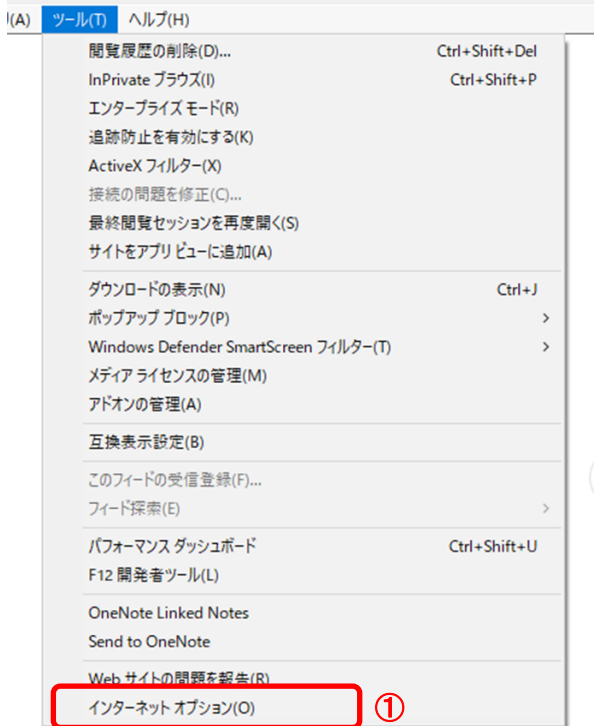 (A) ツール(T) ヘルプ(H)
閲覧履歴の削除(D)... Ctrl+Shift+Del
InPrivate ブラウズ(I) Ctrl+Shift+P
エンタープライズ モード(R)
追跡防止を有効にする(K)
ActiveX フィルター(X)
接続の問題を修正(C)...
最終閲覧セッションを再度開く(S)
サイトをアプリ ビューに追加(A)
ダウンロードの表示(N) Ctrl+J
ポップアップ ブロック(P)
Windows Defender SmartScreen フィルター(T)
メディア ライセンスの管理(M)
アドオンの管理(A)
互換表示設定(B)
このフィードの受信登録(F)...
フィード探索(E)
パフォーマンス ダッシュボード Ctrl+Shift+U
F12 開発者ツール(L)
OneNote Linked Notes
Send to OneNote
Web サイトの問題を報告(R)
インターネット オプション(O) ①